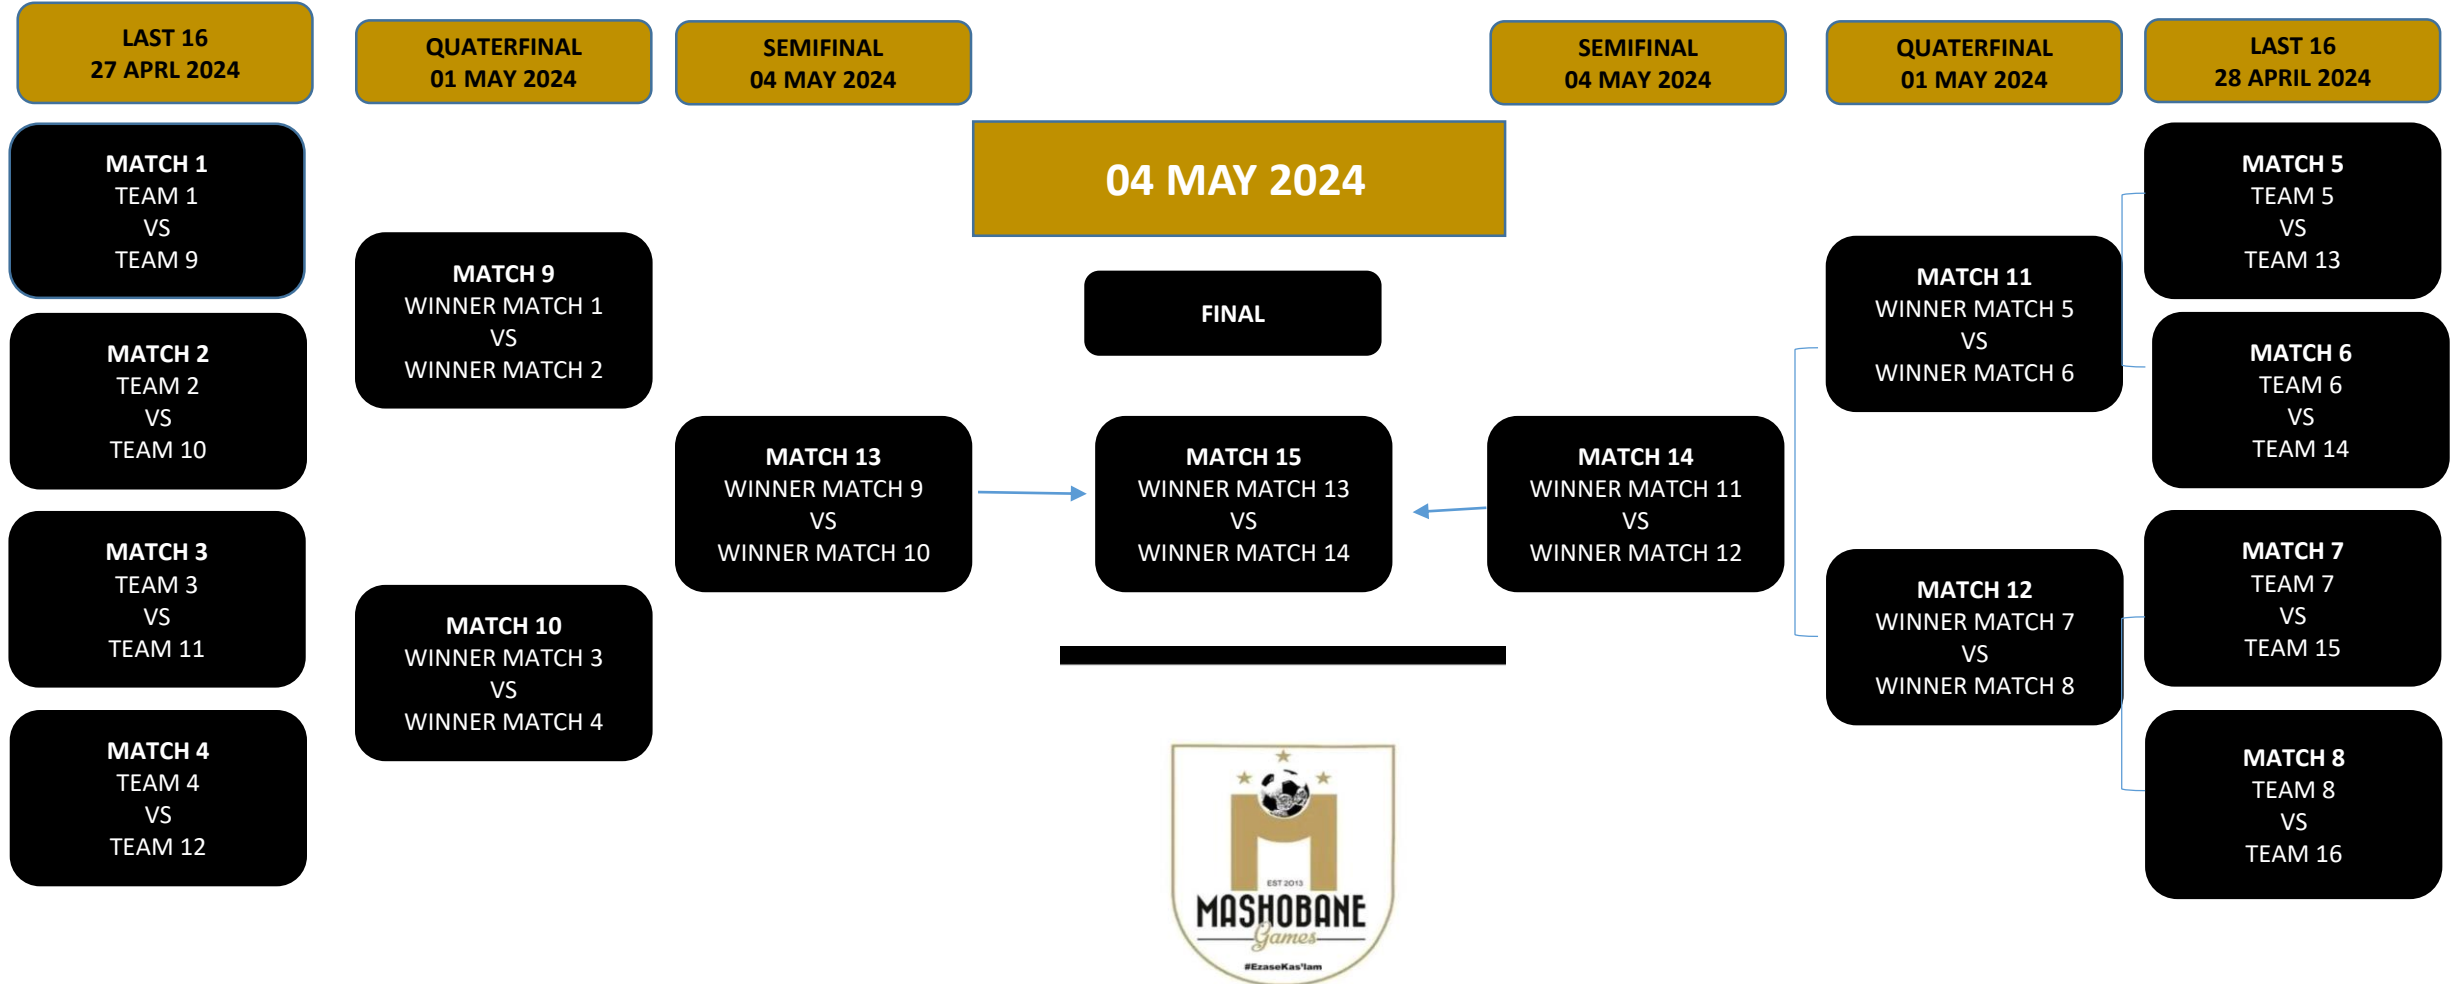 LAST 16
27 APRL 2024
QUATERFINAL
01 MAY 2024
SEMIFINAL
04 MAY 2024
SEMIFINAL
04 MAY 2024
QUATERFINAL
01 MAY 2024
LAST 16
28 APRIL 2024
MATCH 1
TEAM 1
VS
TEAM 9
MATCH 2
TEAM 2
VS
TEAM 10
MATCH 3
TEAM 3
VS
TEAM 11
MATCH 4
TEAM 4
VS
TEAM 12
MATCH 9
WINNER MATCH 1
VS
WINNER MATCH 2
MATCH 10
WINNER MATCH 3
VS
WINNER MATCH 4
MATCH 13
WINNER MATCH 9
VS
WINNER MATCH 10
04 MAY 2024
FINAL
MATCH 15
WINNER MATCH 13
VS
WINNER MATCH 14
MATCH 14
WINNER MATCH 11
VS
WINNER MATCH 12
MATCH 11
WINNER MATCH 5
VS
WINNER MATCH 6
MATCH 12
WINNER MATCH 7
VS
WINNER MATCH 8
MATCH 5
TEAM 5
VS
TEAM 13
MATCH 6
TEAM 6
VS
TEAM 14
MATCH 7
TEAM 7
VS
TEAM 15
MATCH 8
TEAM 8
VS
TEAM 16
EST 2013
MASHOBANE
Games
#EzaseKas'lam